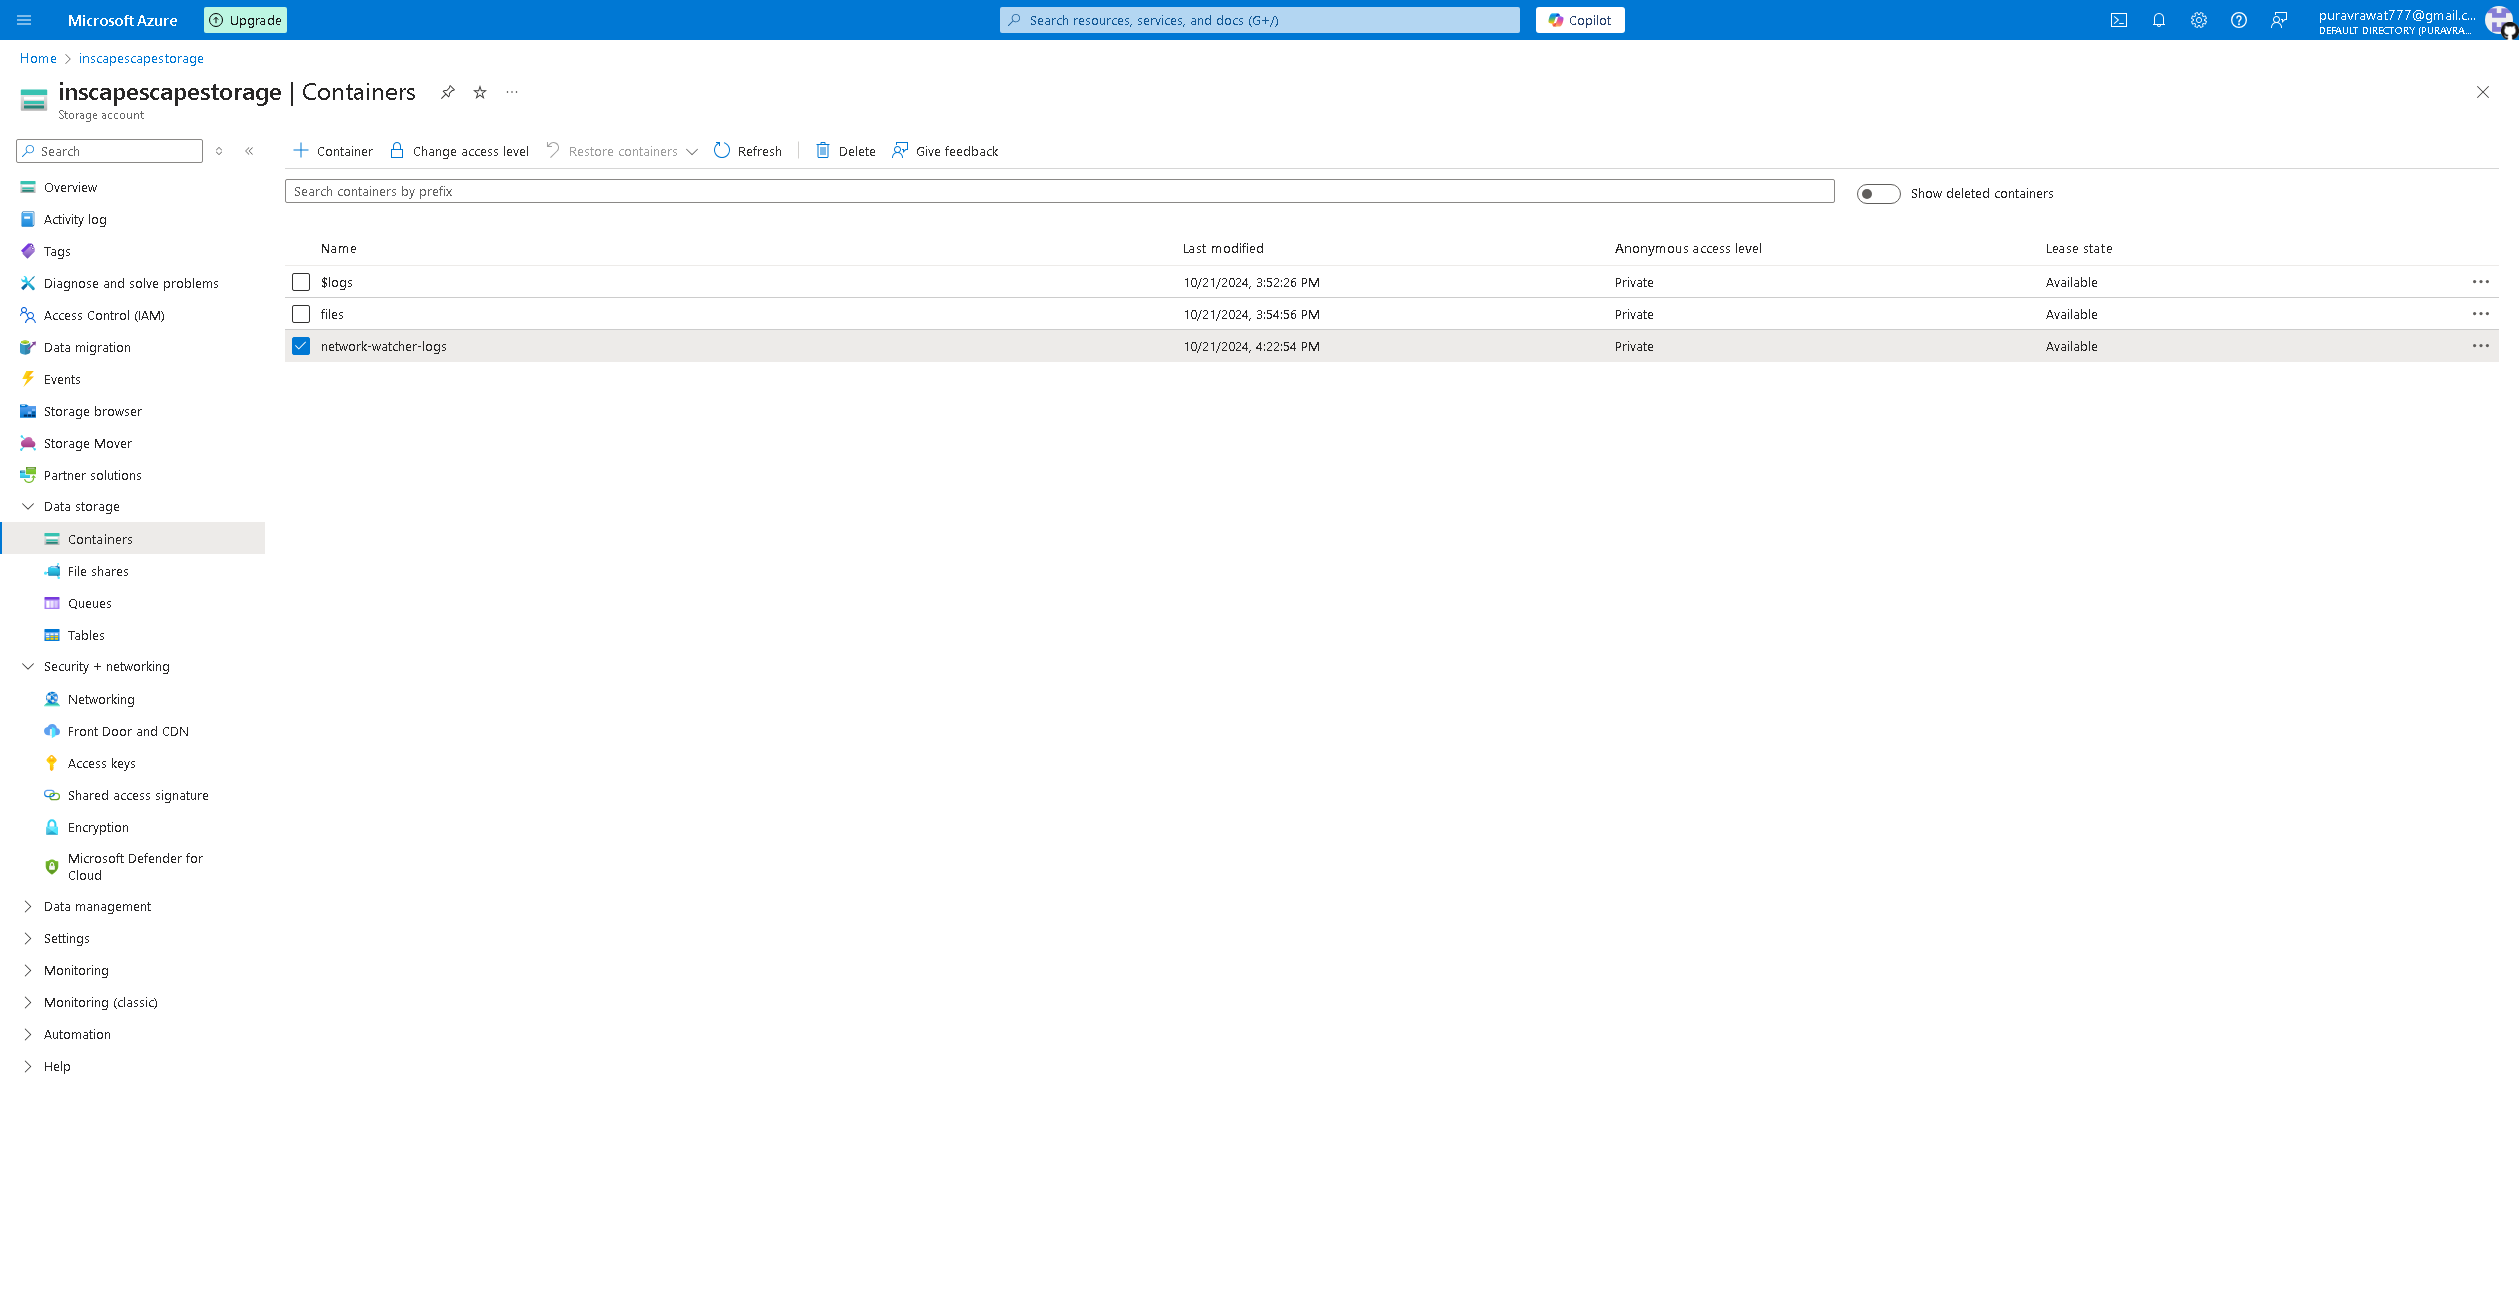 Microsoft Azure
Upgrade
Search resources, services, and docs (G+/)
Copilot
puravrawat777@gmail.c...
DEFAULT DIRECTORY (PURAVRA...
Home > inscapescapestorage
inscapescapestorage | Containers
Storage account
Search
Container
Change access level
Restore containers
Refresh
Delete
Give feedback
Search containers by prefix
Show deleted containers
Name Last modified Anonymous access level Lease state
$logs 10/21/2024, 3:52:26 PM Private Available
files 10/21/2024, 3:54:56 PM Private Available
network-watcher-logs 10/21/2024, 4:22:54 PM Private Available
Overview
Activity log
Tags
Diagnose and solve problems
Access Control (IAM)
Data migration
Events
Storage browser
Storage Mover
Partner solutions
Data storage
Containers
File shares
Queues
Tables
Security + networking
Networking
Front Door and CDN
Access keys
Shared access signature
Encryption
Microsoft Defender for
Cloud
Data management
Settings
Monitoring
Monitoring (classic)
Automation
Help